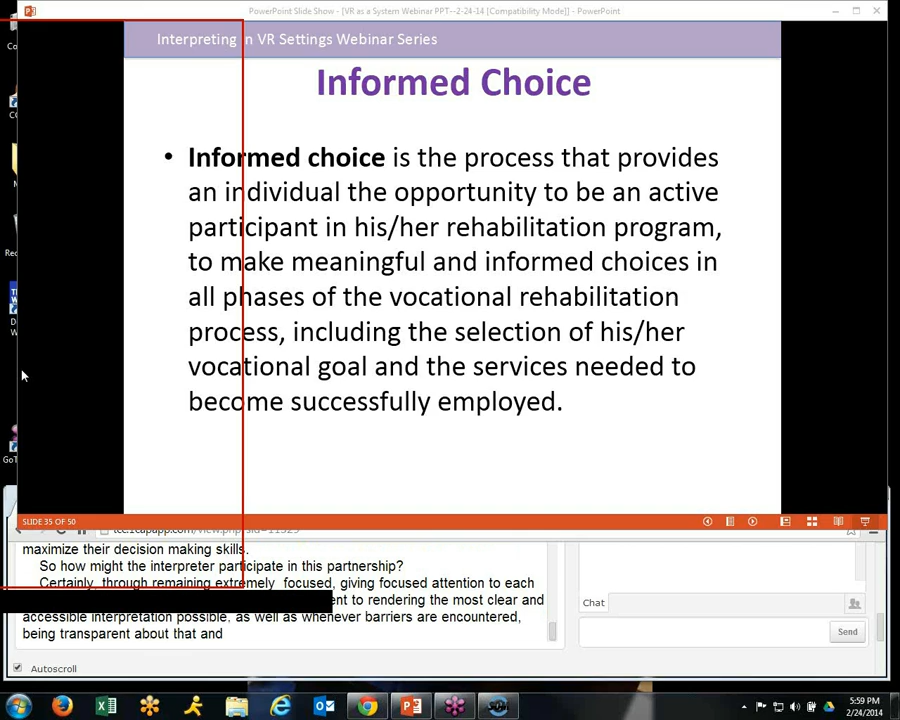 PowerPoint Slide Show - [VR as a System Webinar PPT--2-24-14 [Compatibility Mode]] - PowerPoint
Interpreting in VR Settings Webinar Series
Informed Choice
• Informed choice is the process that provides
an individual the opportunity to be an active
participant in his/her rehabilitation program,
to make meaningful and informed choices in
all phases of the vocational rehabilitation
process, including the selection of his/her
vocational goal and the services needed to
become successfully employed.
SLIDE 35 OF 50
maximize their decision making skills.
So how might the interpreter participate in this partnership?
Certainly, through remaining extremely focused, giving focused attention to each
to rendering the most clear and
accessible interpretation possible, as well as whenever barriers are encountered,
being transparent about that and
Autoscroll
Chat
Send
5:59 PM
2/24/2014